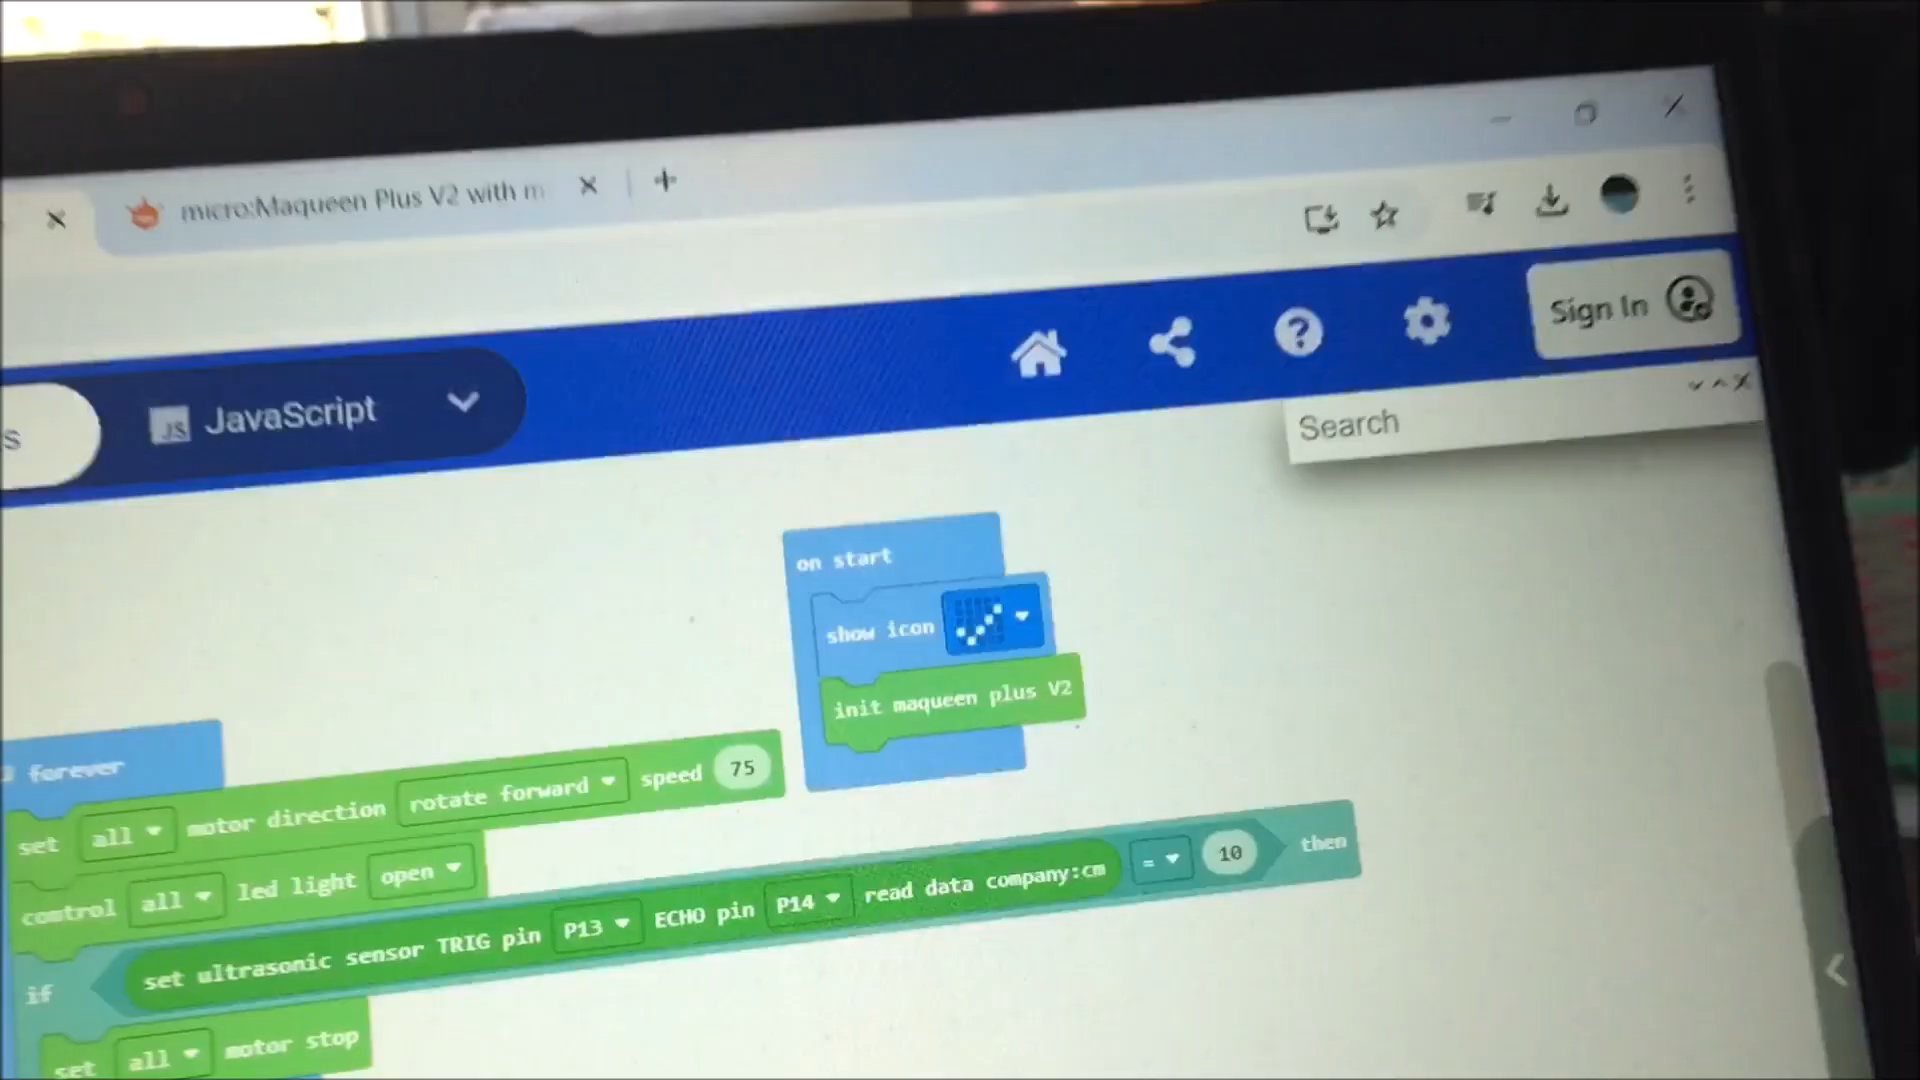 micro:Maqueen Plus V2 with m
Sign In
s
JS JavaScript
Search
on start
show icon
init maqueen plus V2
forever
set all motor direction rotate forward speed 75
control all led light open
if set ultrasonic sensor TRIG pin P13 ECHO pin P14 read data company:cm = 10 then
set all motor stop